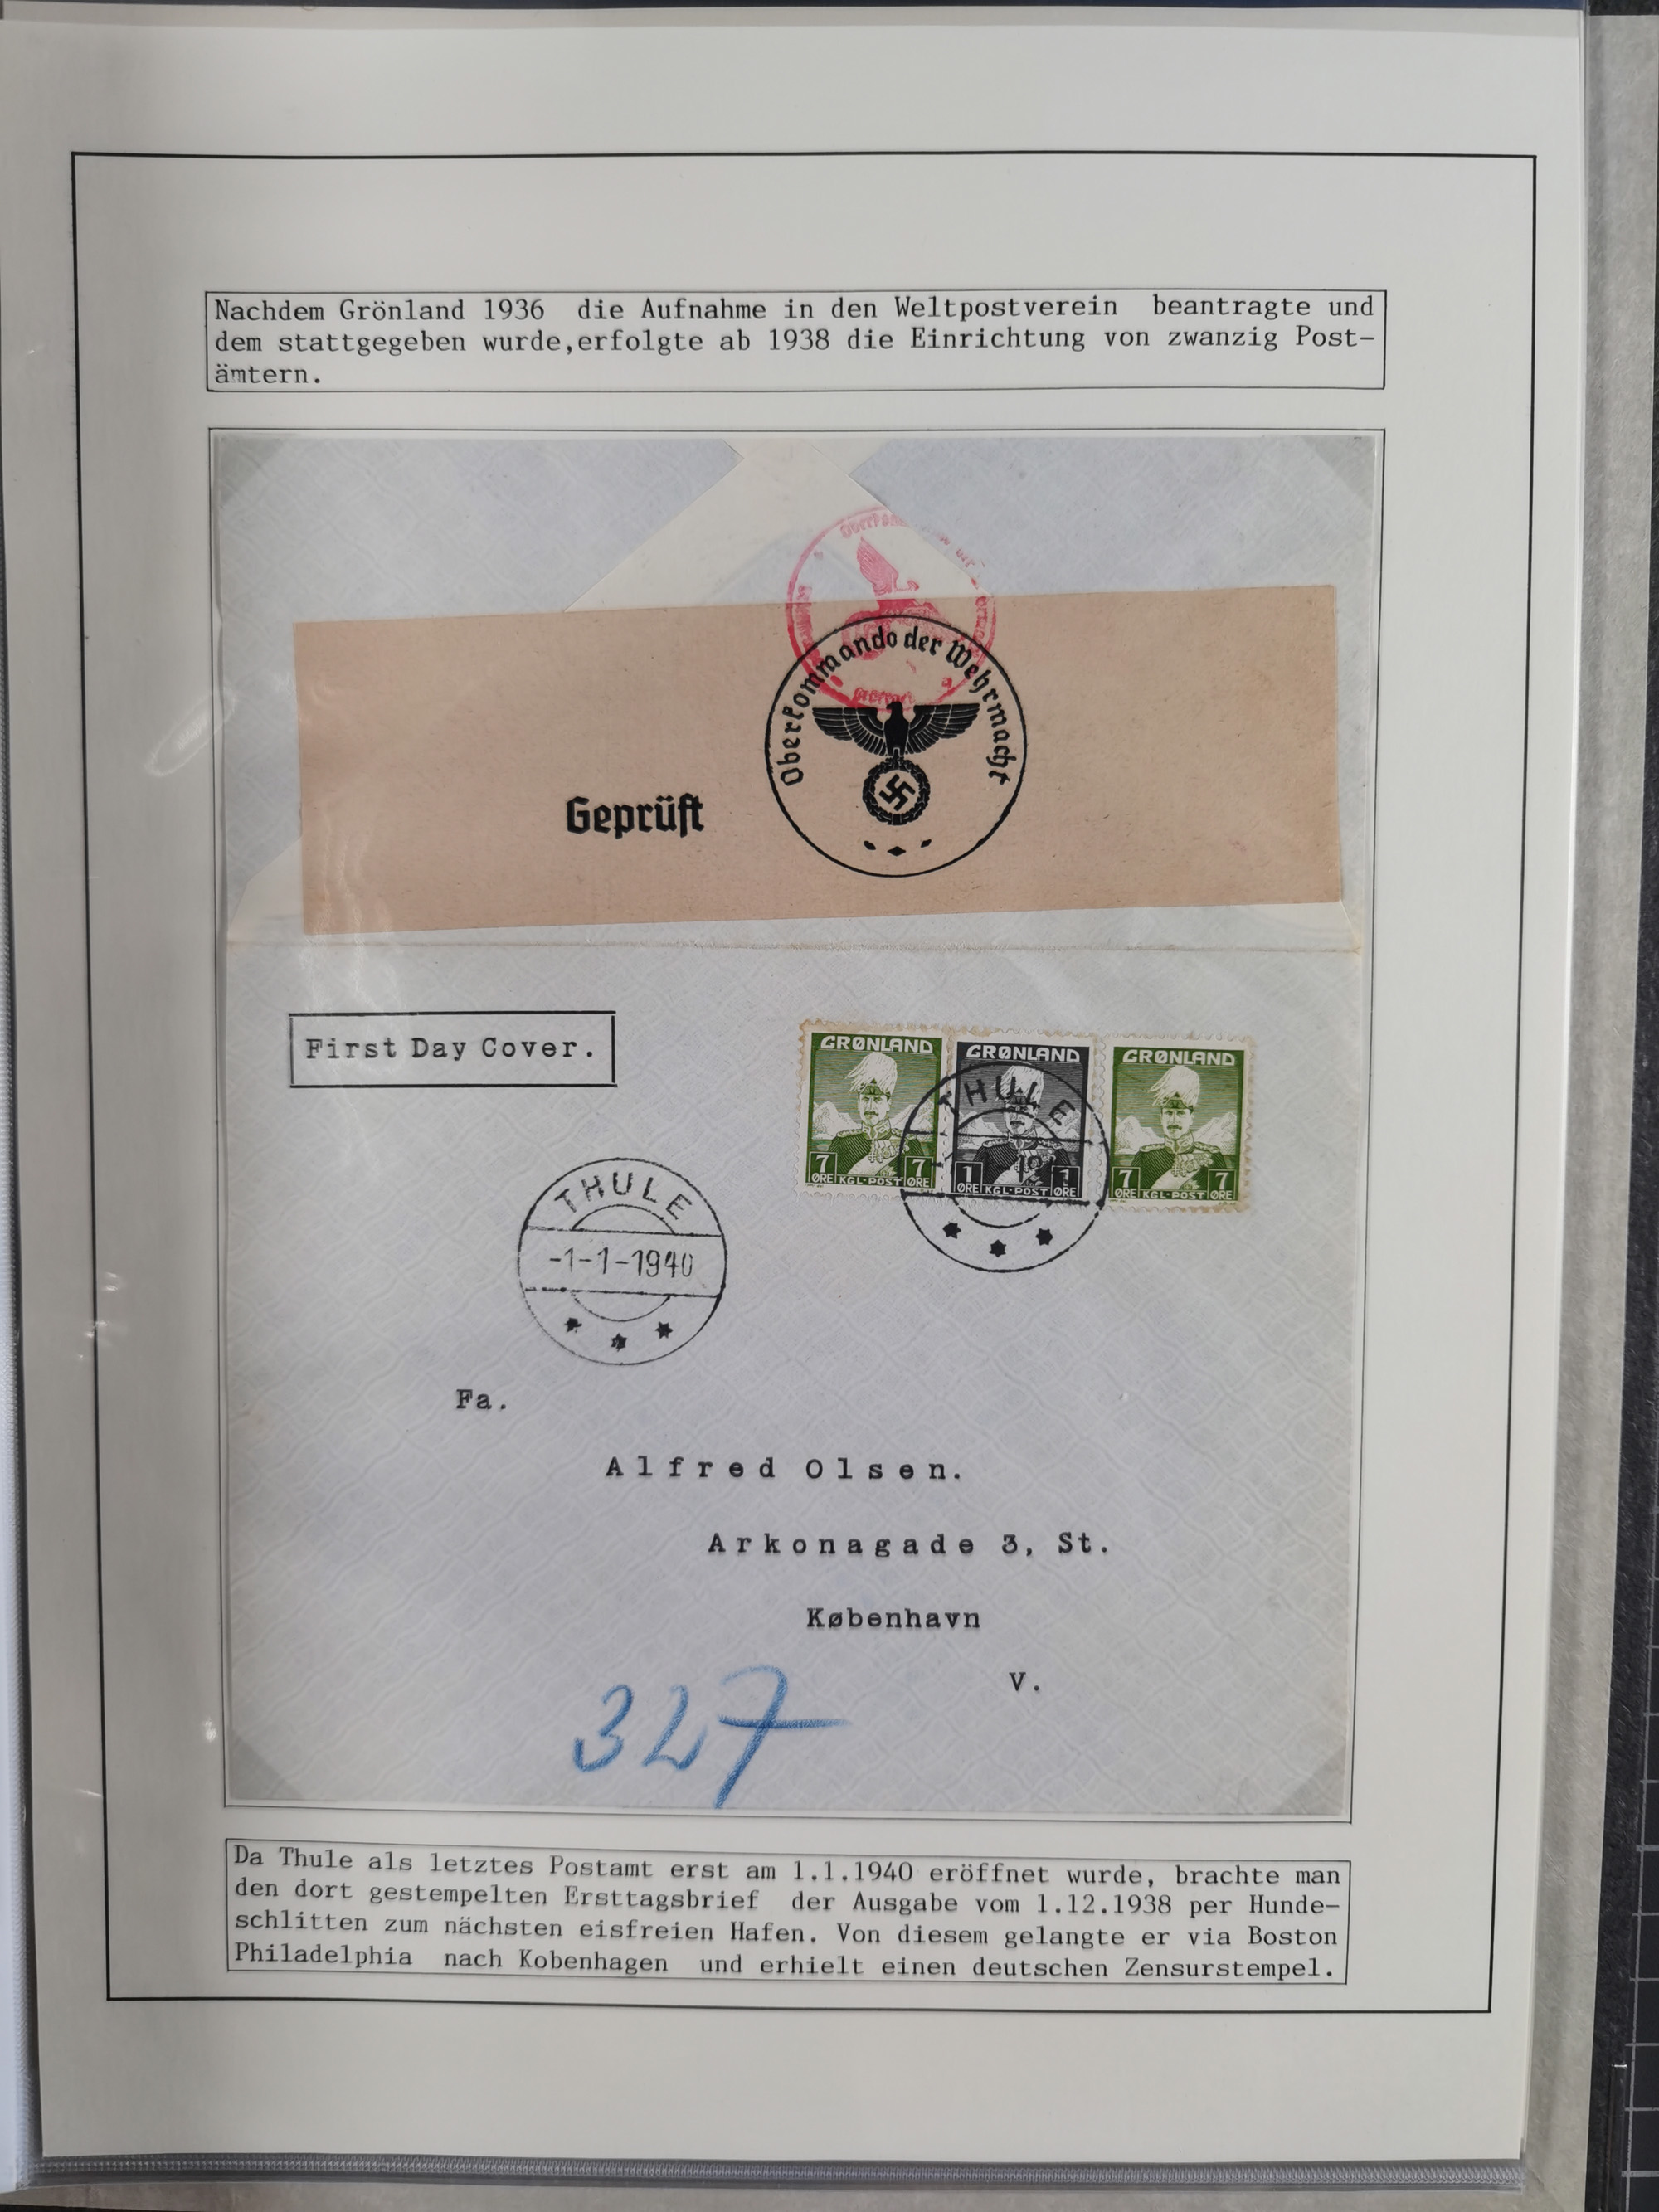 Nachdem Grönland 1936 die Aufnahme in den Weltpostverein beantragte und
dem stattgegeben wurde,erfolgte ab 1938 die Einrichtung von zwanzig Post-
ämtern.
Oberkommando der Wehrmacht
Geprüft
First Day Cover.
GRØNLAND
7 ØRE KGL·POST 7 ØRE
GRØNLAND
1 ØRE KGL·POST 1 ØRE
GRØNLAND
7 ØRE KGL·POST 7 ØRE
THULE
THULE
-1-1-1940
Fa.
Alfred Olsen.
Arkonagade 3, St.
København
V.
327
Da Thule als letztes Postamt erst am 1.1.1940 eröffnet wurde, brachte man
den dort gestempelten Ersttagsbrief der Ausgabe vom 1.12.1938 per Hunde-
schlitten zum nächsten eisfreien Hafen. Von diesem gelangte er via Boston
Philadelphia nach Kobenhagen und erhielt einen deutschen Zensurstempel.